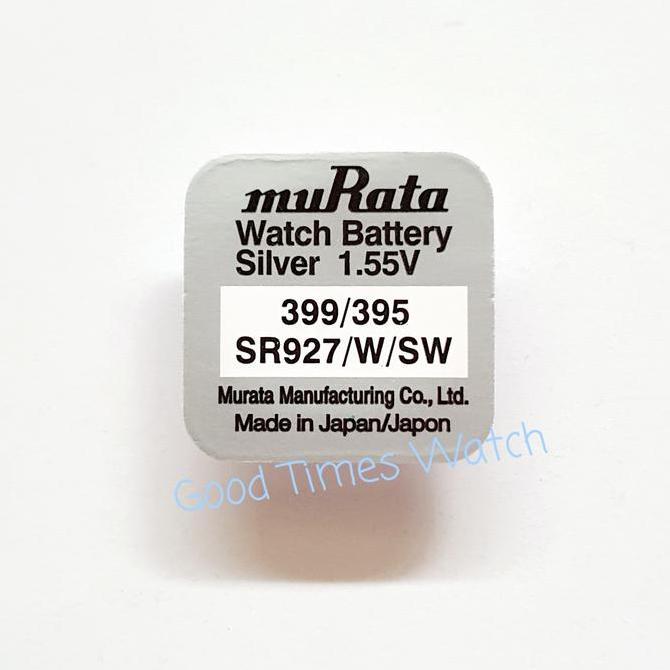 muRata
Watch Battery
Silver 1.55V
399/395
SR927/W/SW
Murata Manufacturing Co., Ltd.
Made in Japan/Japon
Good Times Watch